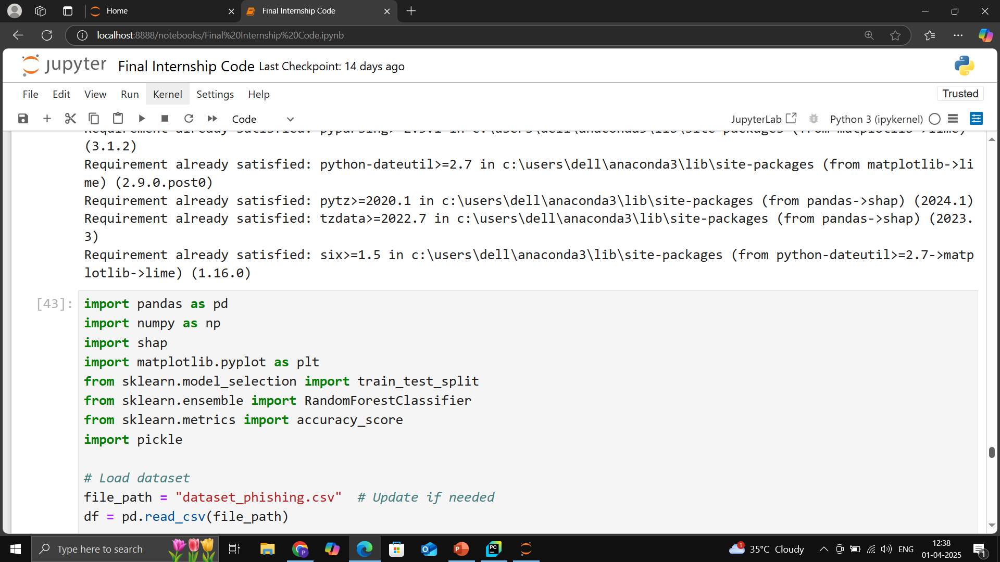 Home
Final Internship Code
localhost:8888/notebooks/Final%20Internship%20Code.ipynb
jupyter Final Internship Code Last Checkpoint: 14 days ago
File Edit View Run Kernel Settings Help
Trusted
Code
JupyterLab
Python 3 (ipykernel)
(3.1.2)
Requirement already satisfied: python-dateutil>=2.7 in c:\users\dell\anaconda3\lib\site-packages (from matplotlib->li
me) (2.9.0.post0)
Requirement already satisfied: pytz>=2020.1 in c:\users\dell\anaconda3\lib\site-packages (from pandas->shap) (2024.1)
Requirement already satisfied: tzdata>=2022.7 in c:\users\dell\anaconda3\lib\site-packages (from pandas->shap) (2023.
3)
Requirement already satisfied: six>=1.5 in c:\users\dell\anaconda3\lib\site-packages (from python-dateutil>=2.7->matp
lotlib->lime) (1.16.0)
[43]:
import pandas as pd
import numpy as np
import shap
import matplotlib.pyplot as plt
from sklearn.model_selection import train_test_split
from sklearn.ensemble import RandomForestClassifier
from sklearn.metrics import accuracy_score
import pickle
# Load dataset
file_path = "dataset_phishing.csv"  # Update if needed
df = pd.read_csv(file_path)
Type here to search
1
35°C Cloudy
ENG
12:38
01-04-2025
1